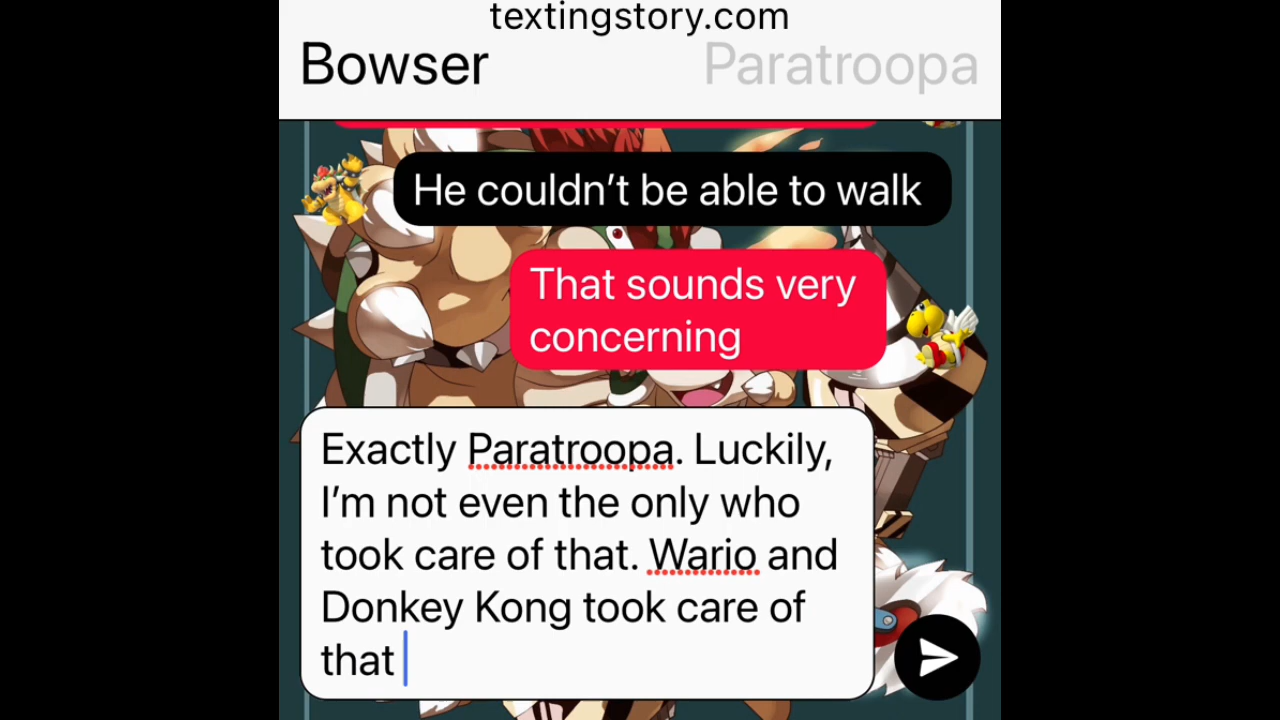 textingstory.com
Bowser Paratroopa
He couldn’t be able to walk
That sounds very
concerning
Exactly Paratroopa. Luckily,
I’m not even the only who
took care of that. Wario and
Donkey Kong took care of
that